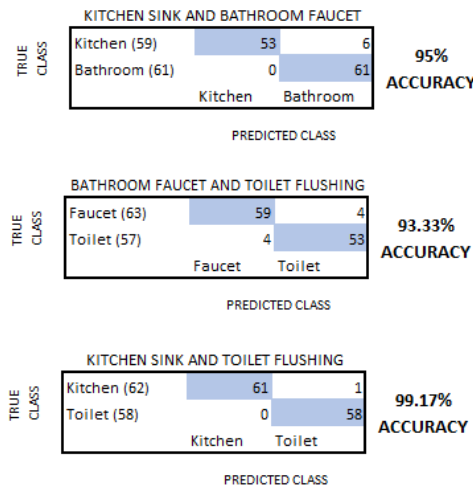 KITCHEN SINK AND BATHROOM FAUCET
TRUE CLASS
Kitchen (59) 53 6
Bathroom (61) 0 61
Kitchen Bathroom
95%
ACCURACY
PREDICTED CLASS
BATHROOM FAUCET AND TOILET FLUSHING
TRUE CLASS
Faucet (63) 59 4
Toilet (57) 4 53
Faucet Toilet
93.33%
ACCURACY
PREDICTED CLASS
KITCHEN SINK AND TOILET FLUSHING
TRUE CLASS
Kitchen (62) 61 1
Toilet (58) 0 58
Kitchen Toilet
99.17%
ACCURACY
PREDICTED CLASS